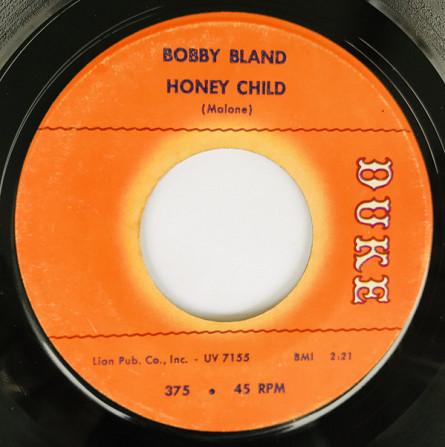 BOBBY BLAND
HONEY CHILD
(Malone)
DUKE
Lion Pub. Co., Inc. - UV 7155 BMI 2:21
375 • 45 RPM